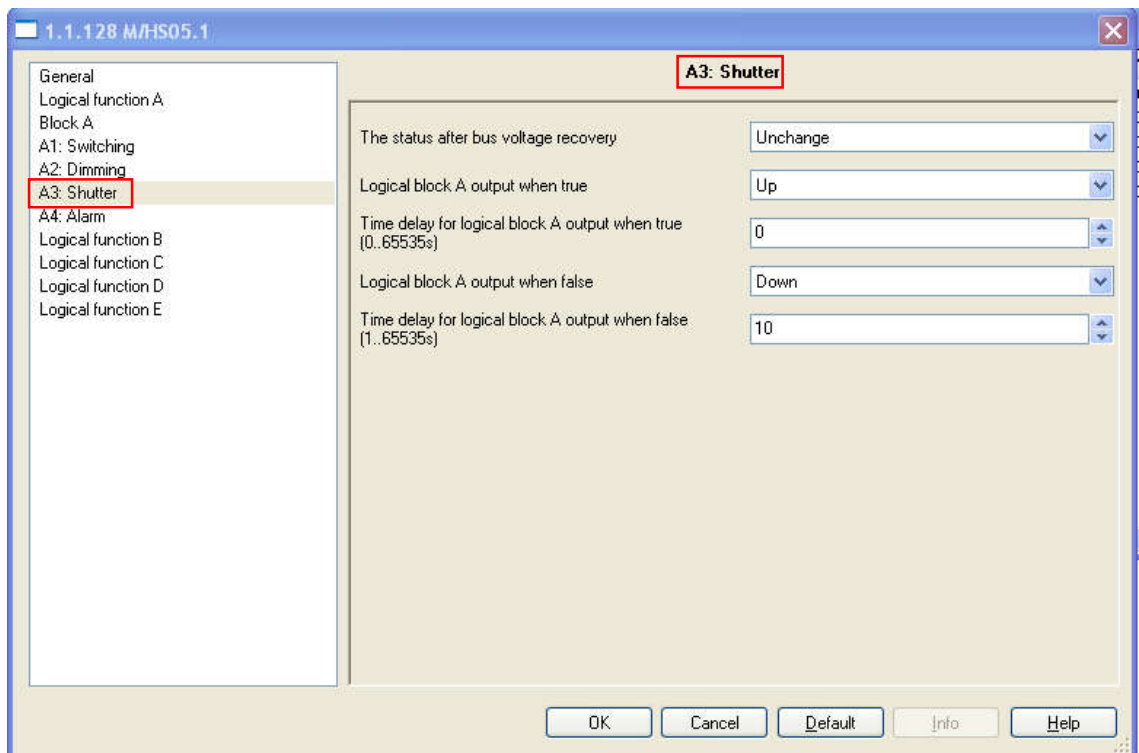 1.1.128 M/HS05.1
General
Logical function A
Block A
A1: Switching
A2: Dimming
A3: Shutter
A4: Alarm
Logical function B
Logical function C
Logical function D
Logical function E
A3: Shutter
The status after bus voltage recovery
Unchange
Logical block A output when true
Up
Time delay for logical block A output when true
(0..65535s)
0
Logical block A output when false
Down
Time delay for logical block A output when false
(1..65535s)
10
OK
Cancel
Default
Info
Help